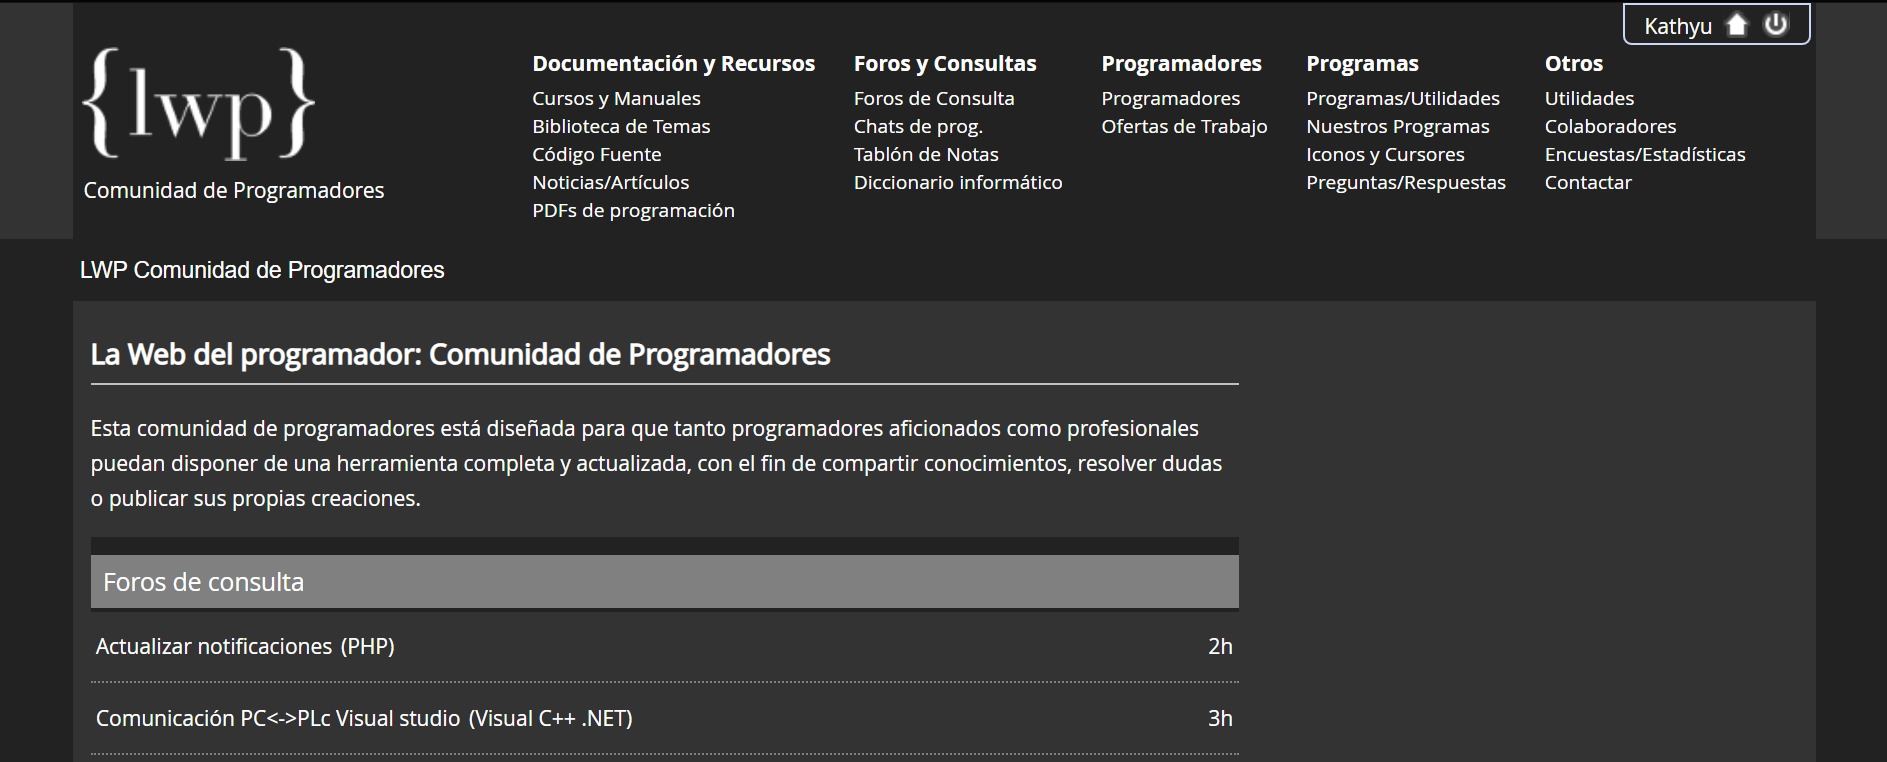 Kathyu
{lwp}
Comunidad de Programadores
Documentación y Recursos
Cursos y Manuales
Biblioteca de Temas
Código Fuente
Noticias/Artículos
PDFs de programación
Foros y Consultas
Foros de Consulta
Chats de prog.
Tablón de Notas
Diccionario informático
Programadores
Programadores
Ofertas de Trabajo
Programas
Programas/Utilidades
Nuestros Programas
Iconos y Cursores
Preguntas/Respuestas
Otros
Utilidades
Colaboradores
Encuestas/Estadísticas
Contactar
LWP Comunidad de Programadores
La Web del programador: Comunidad de Programadores
Esta comunidad de programadores está diseñada para que tanto programadores aficionados como profesionales
puedan disponer de una herramienta completa y actualizada, con el fin de compartir conocimientos, resolver dudas
o publicar sus propias creaciones.
Foros de consulta
Actualizar notificaciones (PHP) 2h
Comunicación PC<->PLc Visual studio (Visual C++ .NET) 3h